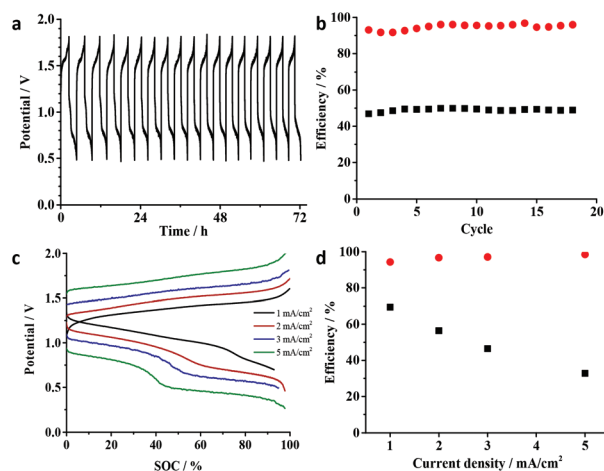 a
2.0
1.5
1.0
0.5
0.0
Potential / V
0 12 24 36 48 60 72
Time / h
b
100
80
60
40
20
0
Efficiency / %
0 5 10 15 20
Cycle
c
2.0
1.5
1.0
0.5
0.0
Potential / V
1 mA/cm²
2 mA/cm²
3 mA/cm²
5 mA/cm²
0 20 40 60 80 100
SOC / %
d
100
80
60
40
20
0
Efficiency / %
1 2 3 4 5
Current density / mA/cm²